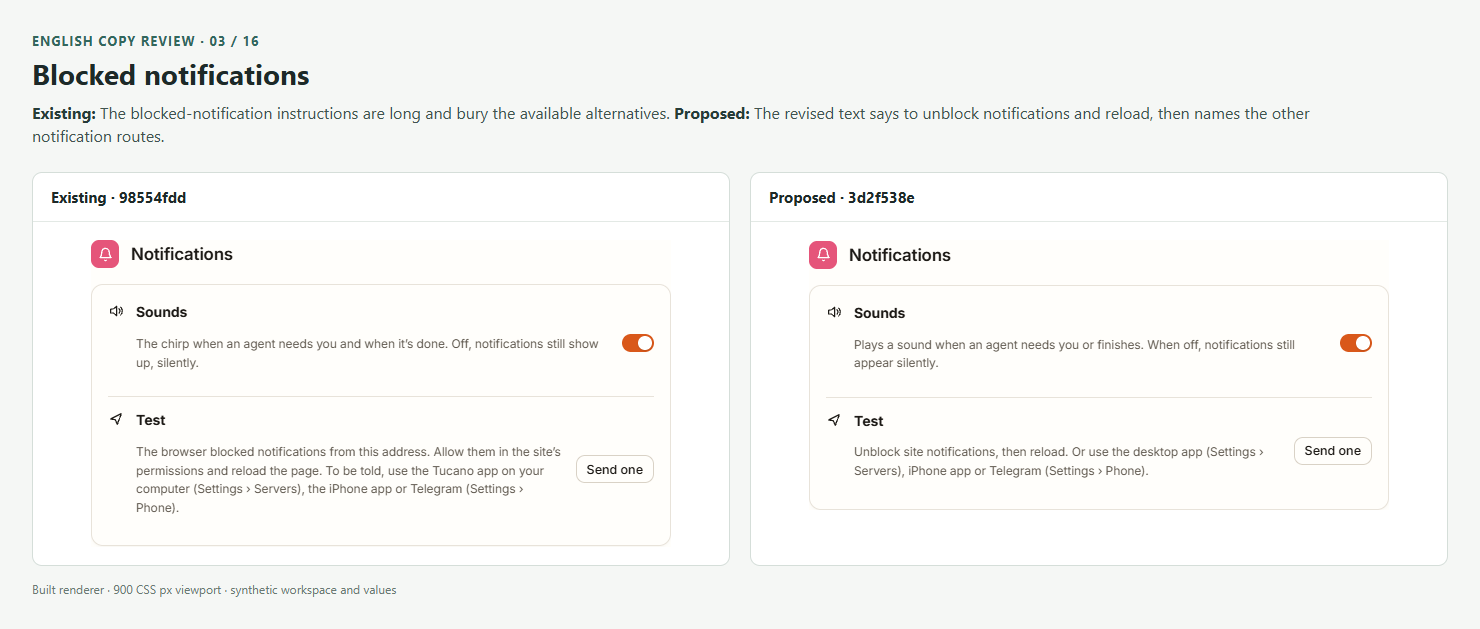 ENGLISH COPY REVIEW · 03 / 16
Blocked notifications
Existing: The blocked-notification instructions are long and bury the available alternatives. Proposed: The revised text says to unblock notifications and reload, then names the other
notification routes.
Existing · 98554fdd
Notifications
Sounds
The chirp when an agent needs you and when it’s done. Off, notifications still show
up, silently.
Test
The browser blocked notifications from this address. Allow them in the site’s
permissions and reload the page. To be told, use the Tucano app on your
computer (Settings › Servers), the iPhone app or Telegram (Settings ›
Phone).
Send one
Proposed · 3d2f538e
Notifications
Sounds
Plays a sound when an agent needs you or finishes. When off, notifications still
appear silently.
Test
Unblock site notifications, then reload. Or use the desktop app (Settings ›
Servers), iPhone app or Telegram (Settings › Phone).
Send one
Built renderer · 900 CSS px viewport · synthetic workspace and values